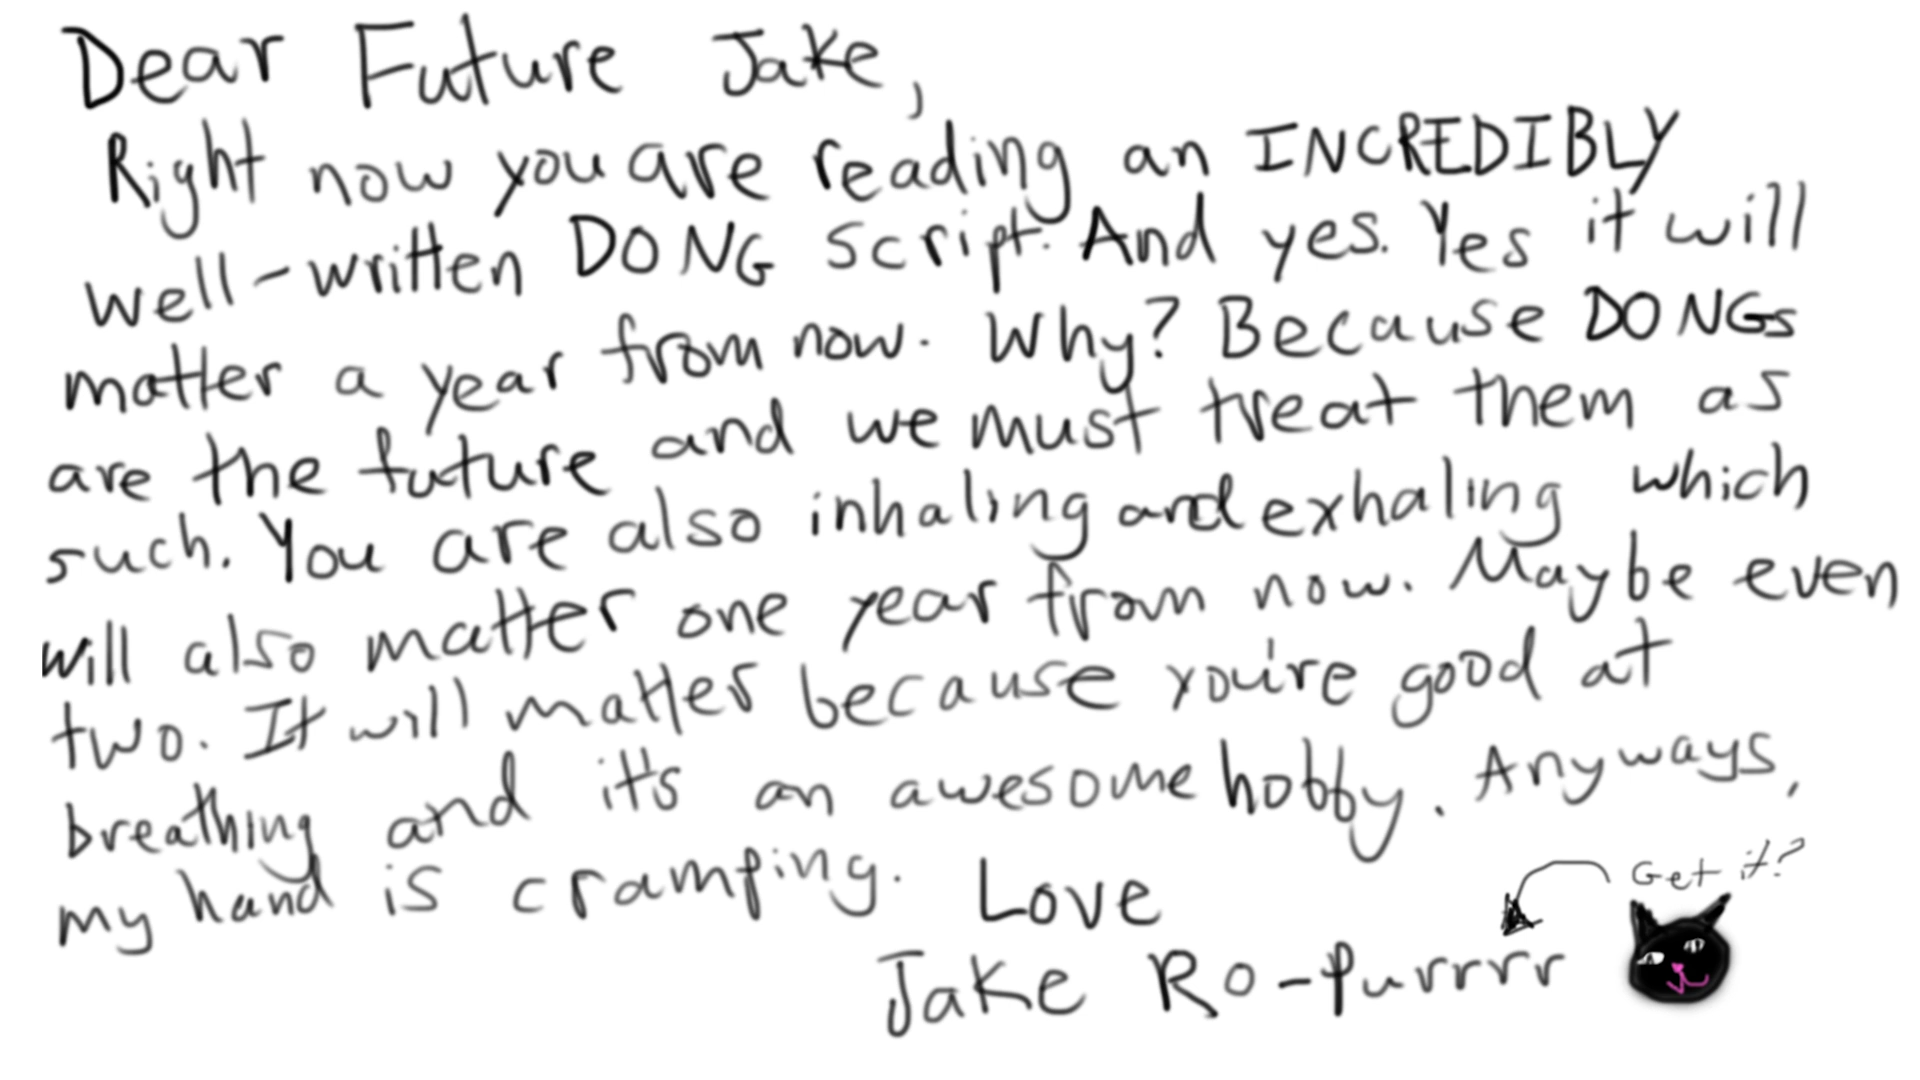 Dear Future Jake,
Right now you are reading an INCREDIBLY
well-written DONG script. And yes. Yes it will
matter a year from now. Why? Because DONGs
are the future and we must treat them as
such. You are also inhaling and exhaling which
will also matter one year from now. Maybe even
two. It will matter because you're good at
breathing and it's an awesome hobby. Anyways,
my hand is cramping. Love
Get it?
Jake Ro-purrrr